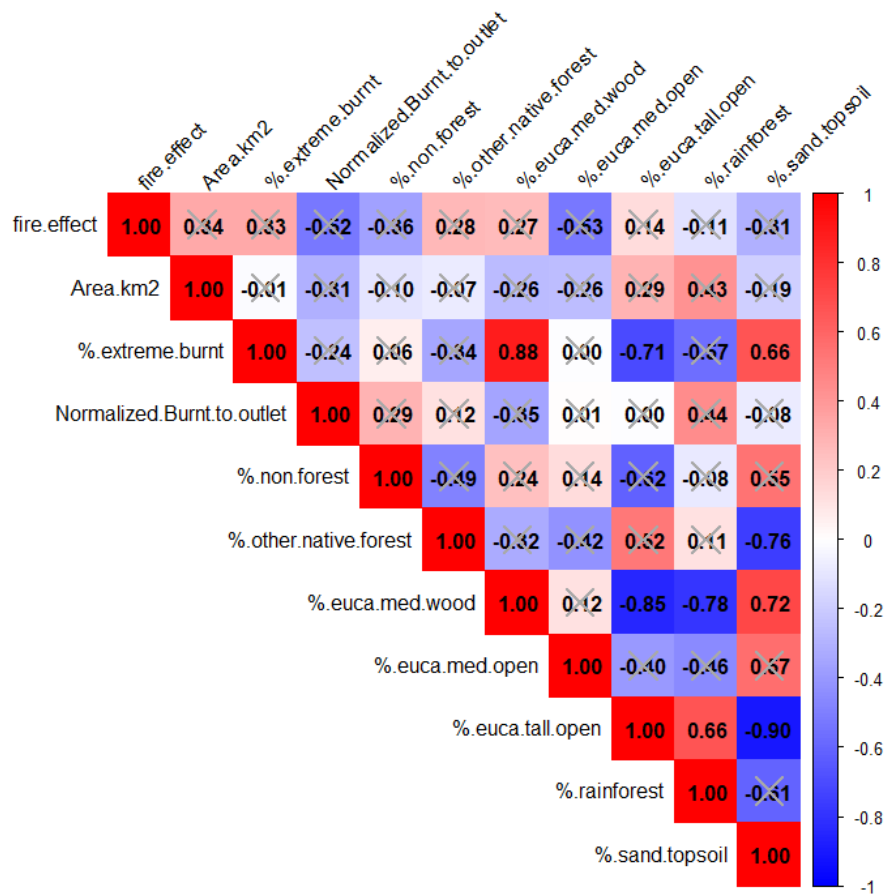 fire.effect
Area.km2
%.extreme.burnt
Normalized.Burnt.to.outlet
%.non.forest
%.other.native.forest
%.euca.med.wood
%.euca.med.open
%.euca.tall.open
%.rainforest
%.sand.topsoil
fire.effect 1.00 0.34 0.33 -0.52 -0.36 0.28 0.27 -0.53 0.14 -0.11 -0.31
Area.km2 1.00 -0.01 -0.31 -0.10 -0.07 -0.26 -0.26 0.29 0.43 -0.19
%.extreme.burnt 1.00 -0.24 0.06 -0.34 0.88 0.00 -0.71 -0.57 0.66
Normalized.Burnt.to.outlet 1.00 0.29 0.12 -0.35 0.01 0.00 0.44 -0.08
%.non.forest 1.00 -0.49 0.24 0.14 -0.62 -0.08 0.55
%.other.native.forest 1.00 -0.32 -0.42 0.52 0.11 -0.76
%.euca.med.wood 1.00 0.12 -0.85 -0.78 0.72
%.euca.med.open 1.00 -0.40 -0.46 0.57
%.euca.tall.open 1.00 0.66 -0.90
%.rainforest 1.00 -0.61
%.sand.topsoil 1.00
1
0.8
0.6
0.4
0.2
0
-0.2
-0.4
-0.6
-0.8
-1